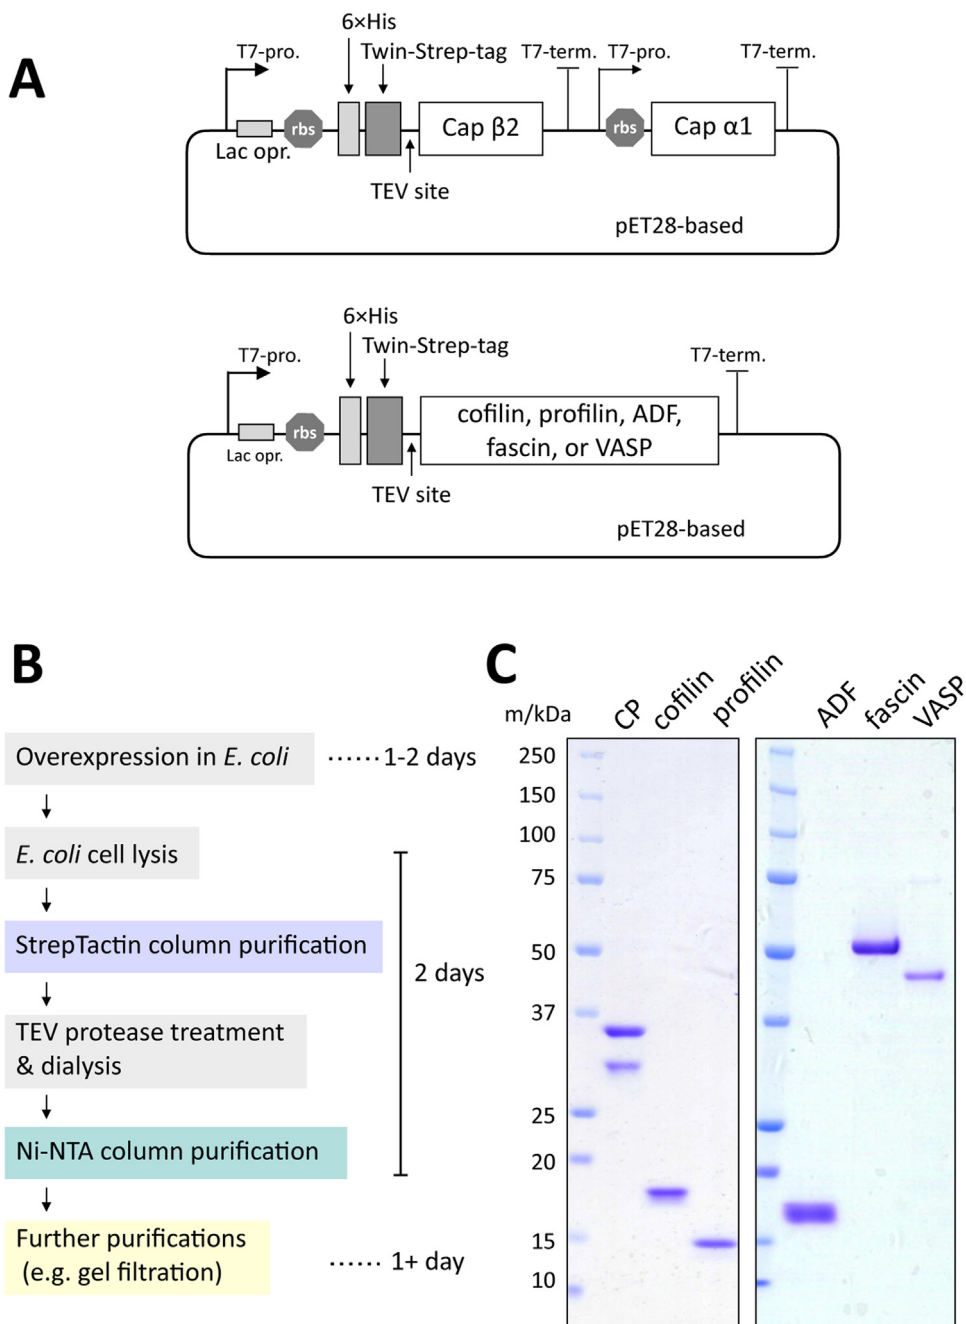 A
6×His
T7-pro.
Twin-Strep-tag
T7-term.
T7-pro.
T7-term.
rbs
Cap β2
rbs
Cap α1
Lac opr.
TEV site
pET28-based
6×His
T7-pro.
Twin-Strep-tag
T7-term.
rbs
cofilin, profilin, ADF,
fascin, or VASP
Lac opr.
TEV site
pET28-based
B
Overexpression in E. coli
······1-2 days
E. coli cell lysis
StrepTactin column purification
2 days
TEV protease treatment
& dialysis
Ni-NTA column purification
Further purifications
(e.g. gel filtration)
······ 1+ day
C
m/kDa
CP
cofilin
profilin
ADF
fascin
VASP
250
150
100
75
50
37
25
20
15
10